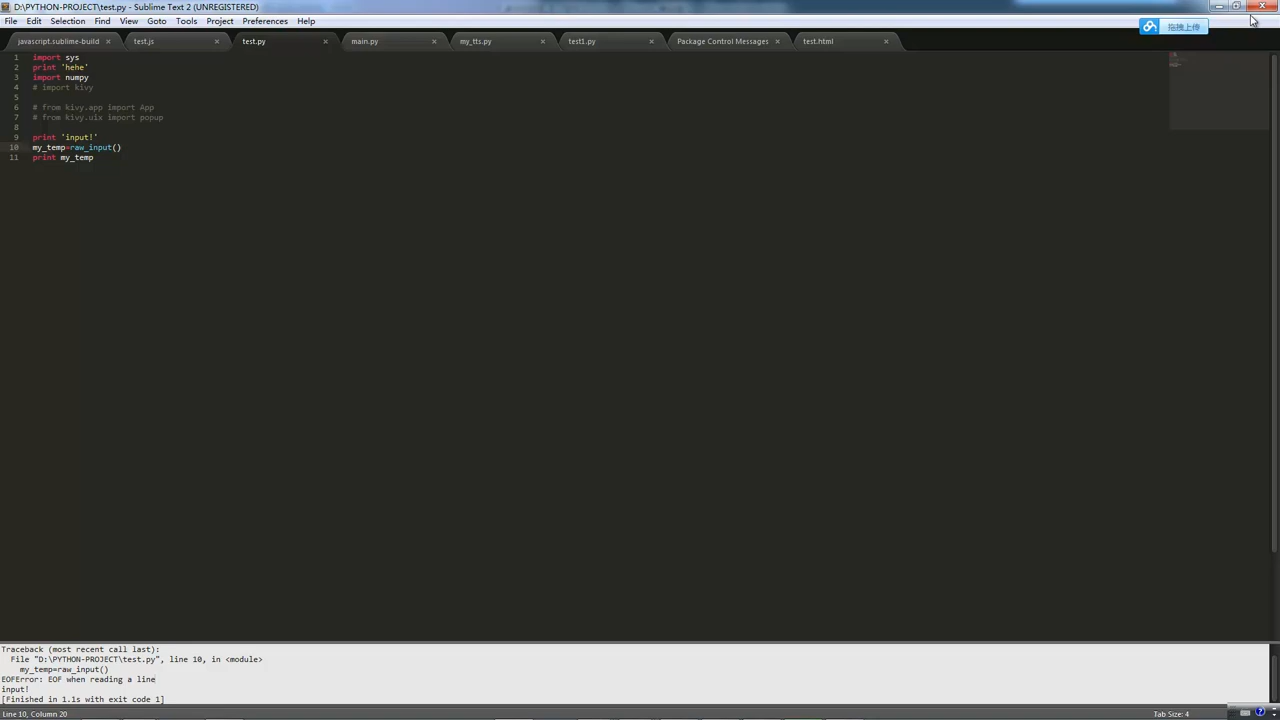 D:\PYTHON-PROJECT\test.py - Sublime Text 2 (UNREGISTERED)
File Edit Selection Find View Goto Tools Project Preferences Help
拖拽上传
javascript.sublime-build × test.js × test.py × main.py × my_tts.py × test1.py × Package Control Messages × test.html ×
1 import sys
2 print 'hehe'
3 import numpy
4 # import kivy
5
6 # from kivy.app import App
7 # from kivy.uix import popup
8
9 print 'input!'
10 my_temp=raw_input()
11 print my_temp
Traceback (most recent call last):
File "D:\PYTHON-PROJECT\test.py", line 10, in <module>
my_temp=raw_input()
EOFError: EOF when reading a line
input!
[Finished in 1.1s with exit code 1]
Line 10, Column 20
Tab Size: 4